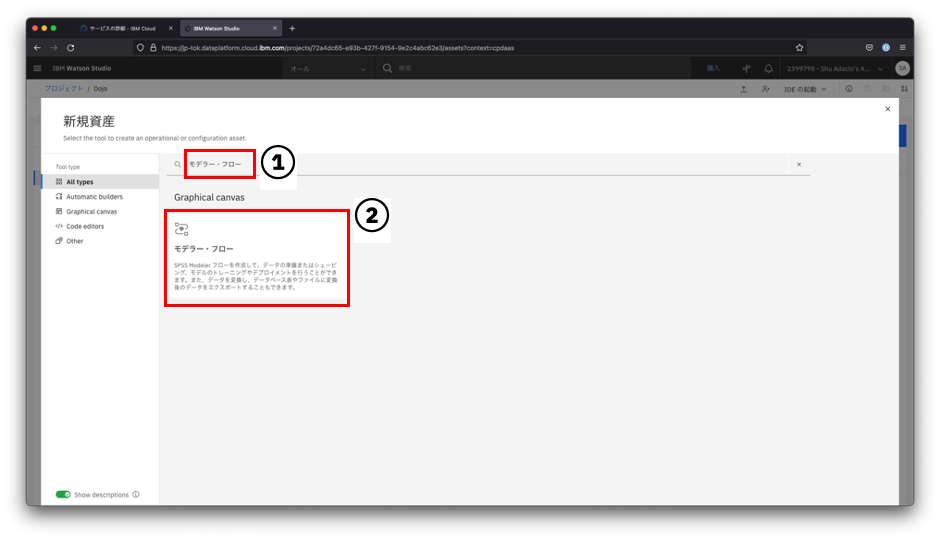 サービスの詳細 - IBM Cloud
IBM Watson Studio
https://jp-tok.dataplatform.cloud.ibm.com/projects/72a4dc65-e93b-427f-9154-9e2c4abc62e3/assets?context=cpdaas
IBM Watson Studio
オール
検索
購入
2399798 - Shu Adachi's A...
SA
プロジェクト / Dojo
IDE の起動
新規資産
Select the tool to create an operational or configuration asset.
Tool type
All types
Automatic builders
Graphical canvas
Code editors
Other
モデラー・フロー
1
Graphical canvas
2
モデラー・フロー
SPSS Modeler フローを作成して、データの準備またはシェーピ
ング、モデルのトレーニングやデプロイメントを行うことができ
ます。また、データを変換し、データベース表やファイルに変換
後のデータをエクスポートすることもできます。
Show descriptions